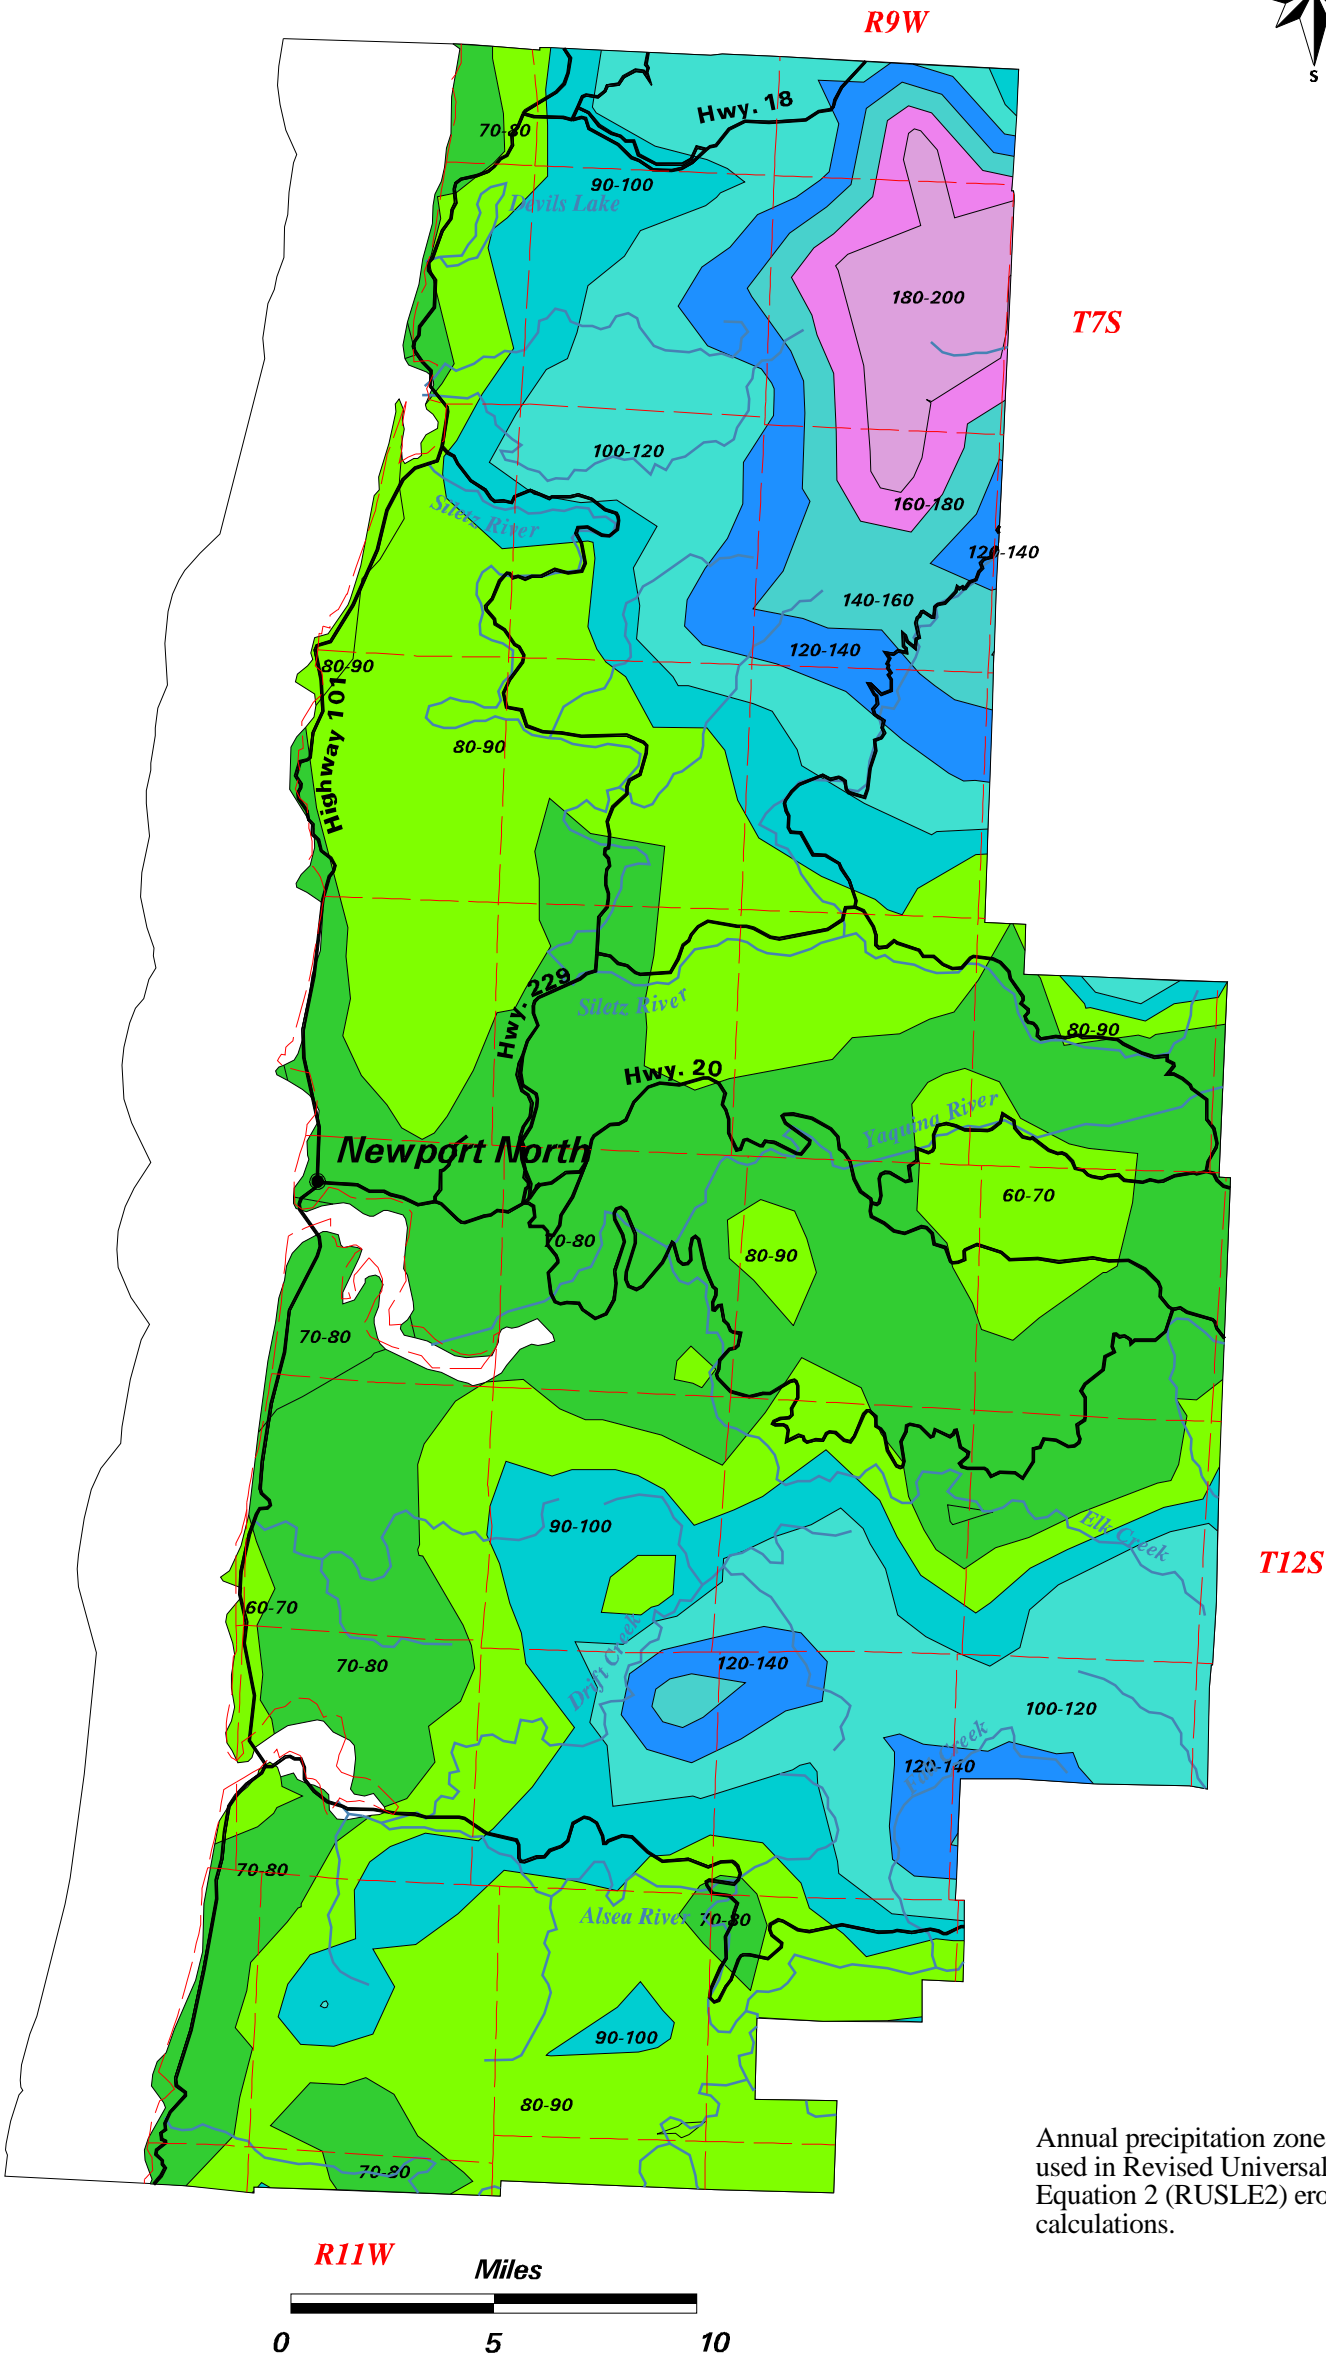 R9W
S
Hwy. 18
70-80
90-100
Devils Lake
180-200
T7S
100-120
160-180
Siletz River
120-140
140-160
120-140
80-90
Highway 101
80-90
Hwy. 229
Siletz River
80-90
Hwy. 20
Yaquina River
Newport North
60-70
70-80
80-90
70-80
90-100
Elk Creek
T12S
60-70
Drift Creek
70-80
120-140
100-120
120-140
Creek
70-80
Alsea River
70-80
90-100
80-90
70-80
Annual precipitation zone
used in Revised Universal
Equation 2 (RUSLE2) ero
calculations.
R11W
Miles
0 5 10